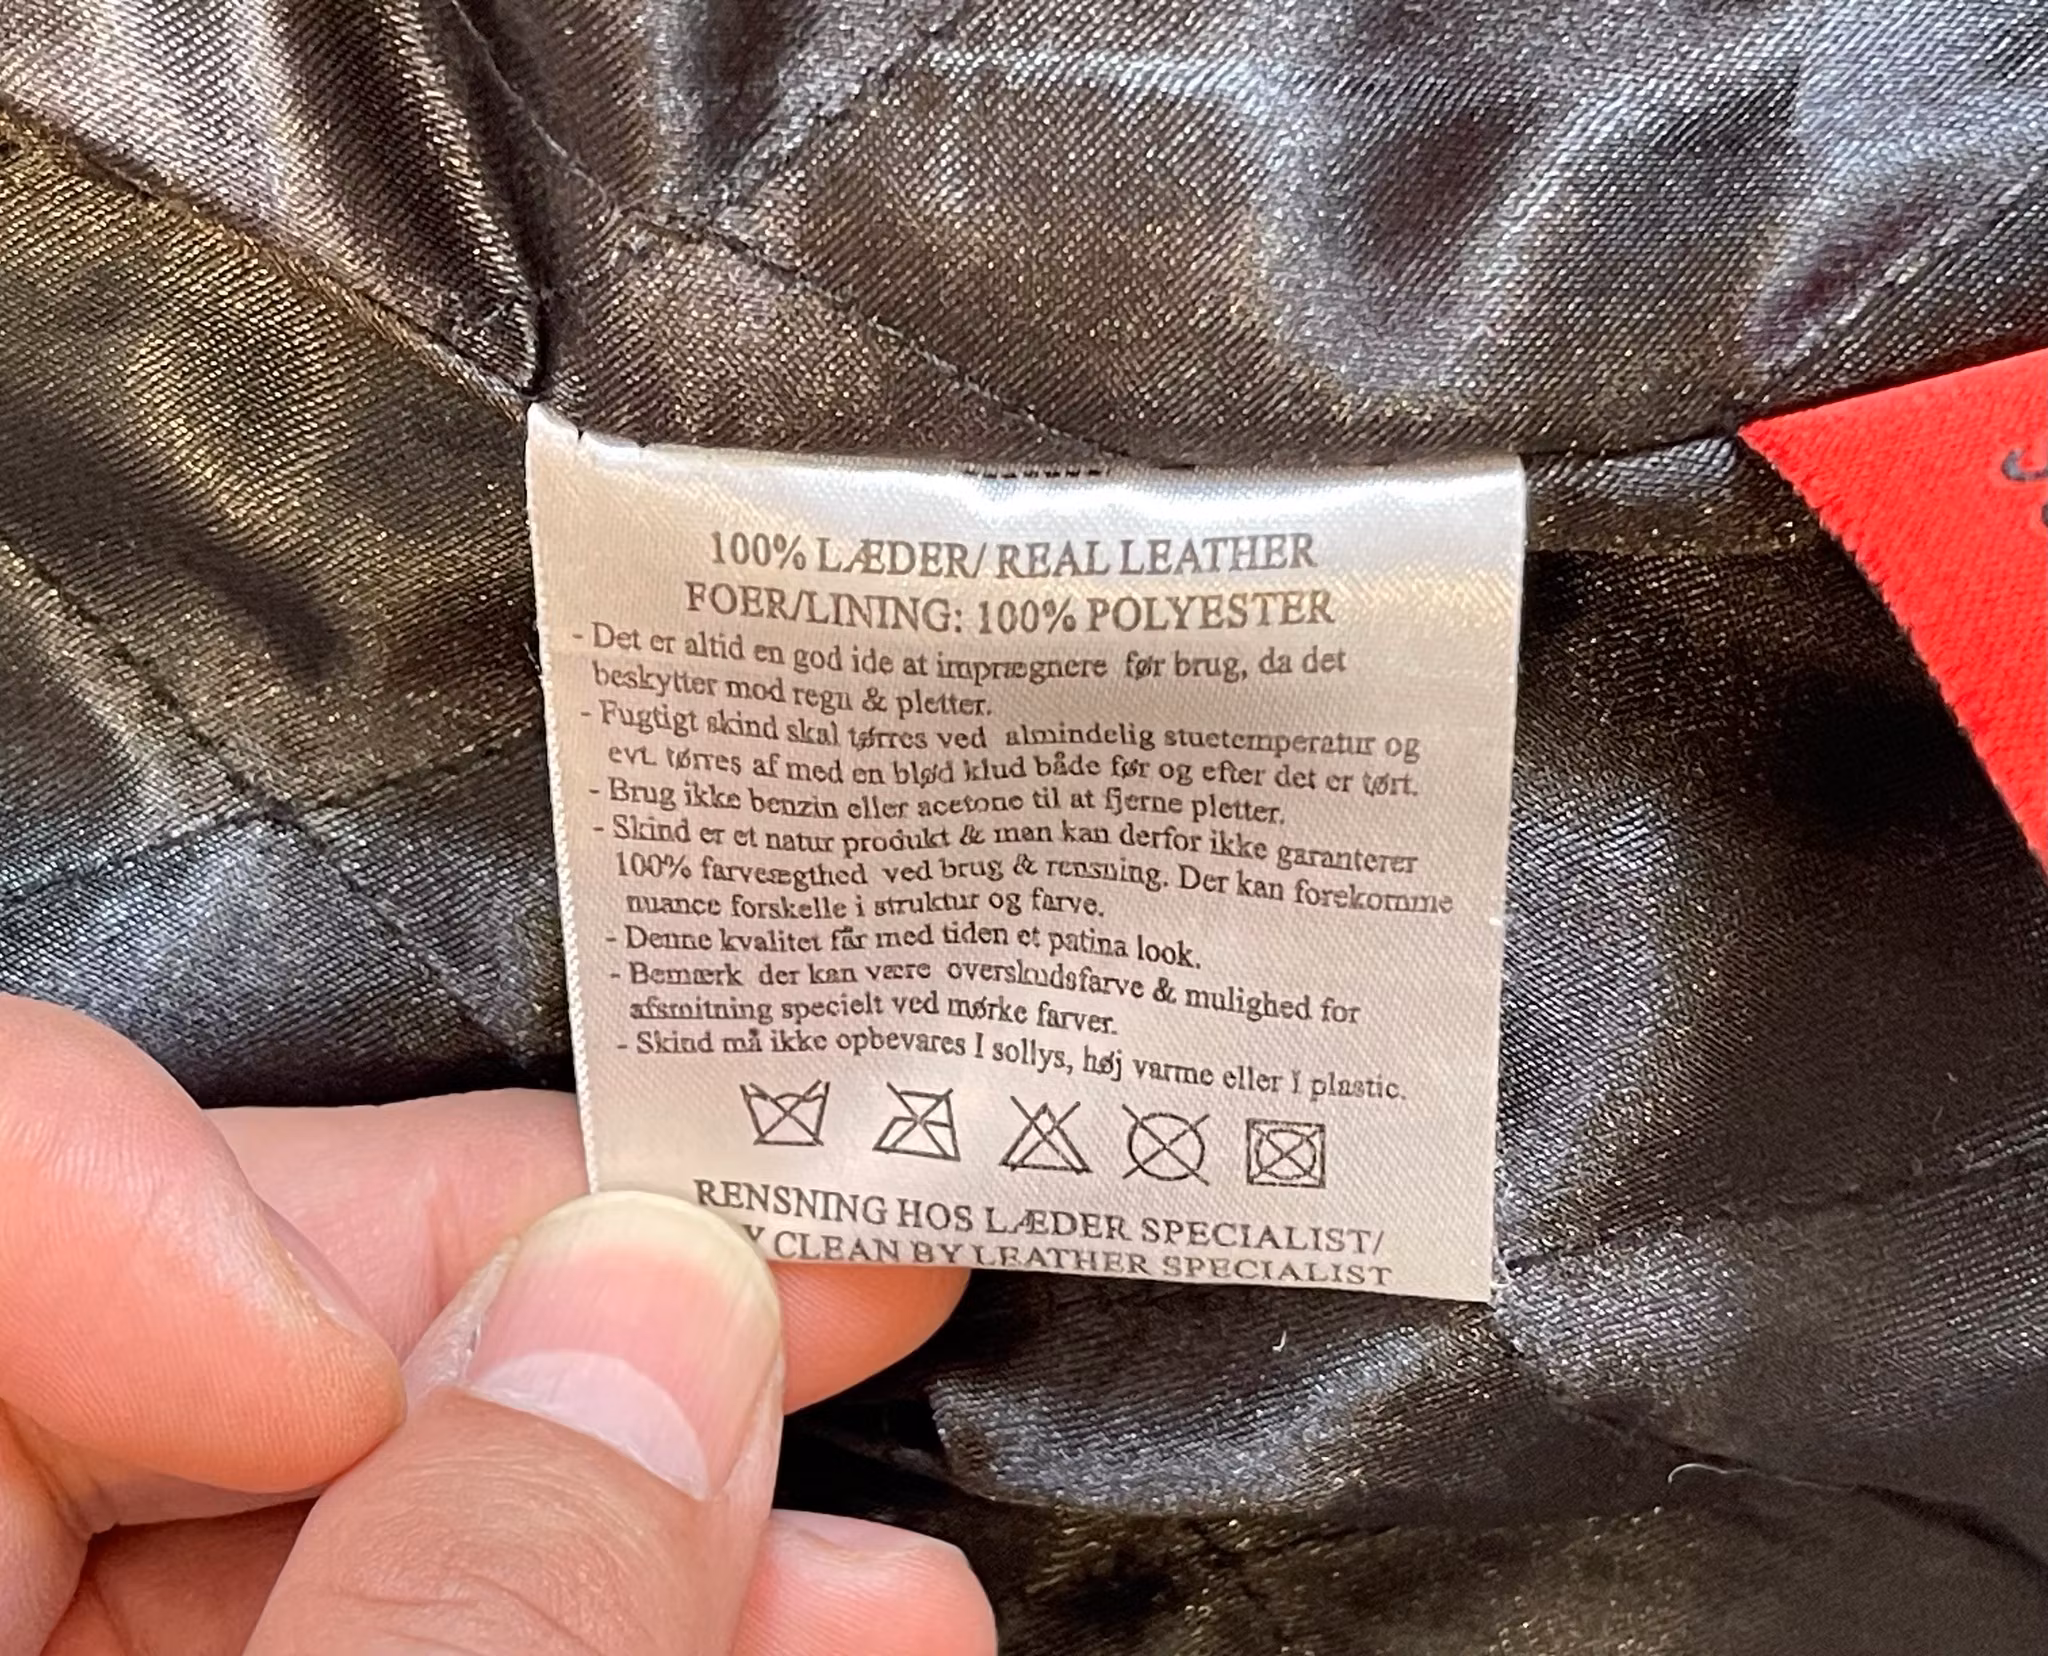 100% LÆDER/ REAL LEATHER
FOER/LINING: 100% POLYESTER
- Det er altid en god ide at imprægnere før brug, da det
beskytter mod regn & pletter.
- Fugtigt skind skal tørres ved almindelig stuetemperatur og
evt. tørres af med en blød klud både før og efter det er tørt.
- Brug ikke benzin eller acetone til at fjerne pletter.
- Skind er et natur produkt & man kan derfor ikke garanterer
100% farveægthed ved brug & rensning. Der kan forekomme
nuance forskelle i struktur og farve.
- Denne kvalitet får med tiden et patina look.
- Bemærk der kan være overskudsfarve & mulighed for
afsmitning specielt ved mørke farver.
- Skind må ikke opbevares I sollys, høj varme eller I plastic.
RENSNING HOS LÆDER SPECIALIST/
CLEAN BY LEATHER SPECIALIST